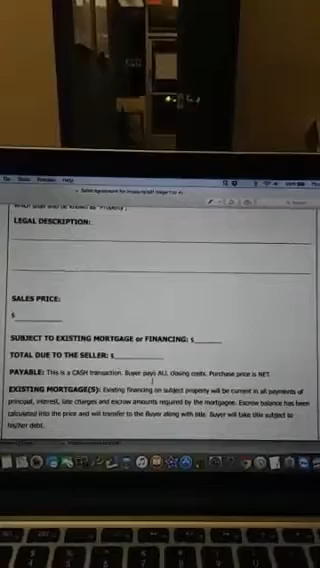 LEGAL DESCRIPTION:
SALES PRICE:
$
SUBJECT TO EXISTING MORTGAGE or FINANCING: $
TOTAL DUE TO THE SELLER: $
PAYABLE: This is a CASH transaction. Buyer pays ALL closing costs. Purchase price is NET.
EXISTING MORTGAGE(S): Existing financing on subject property will be current in all payments of
principal, interest, late charges and escrow amounts required by the mortgagee. Escrow balance has been
calculated into the price and will transfer to the Buyer along with title. Buyer will take title subject to
his/her debt.